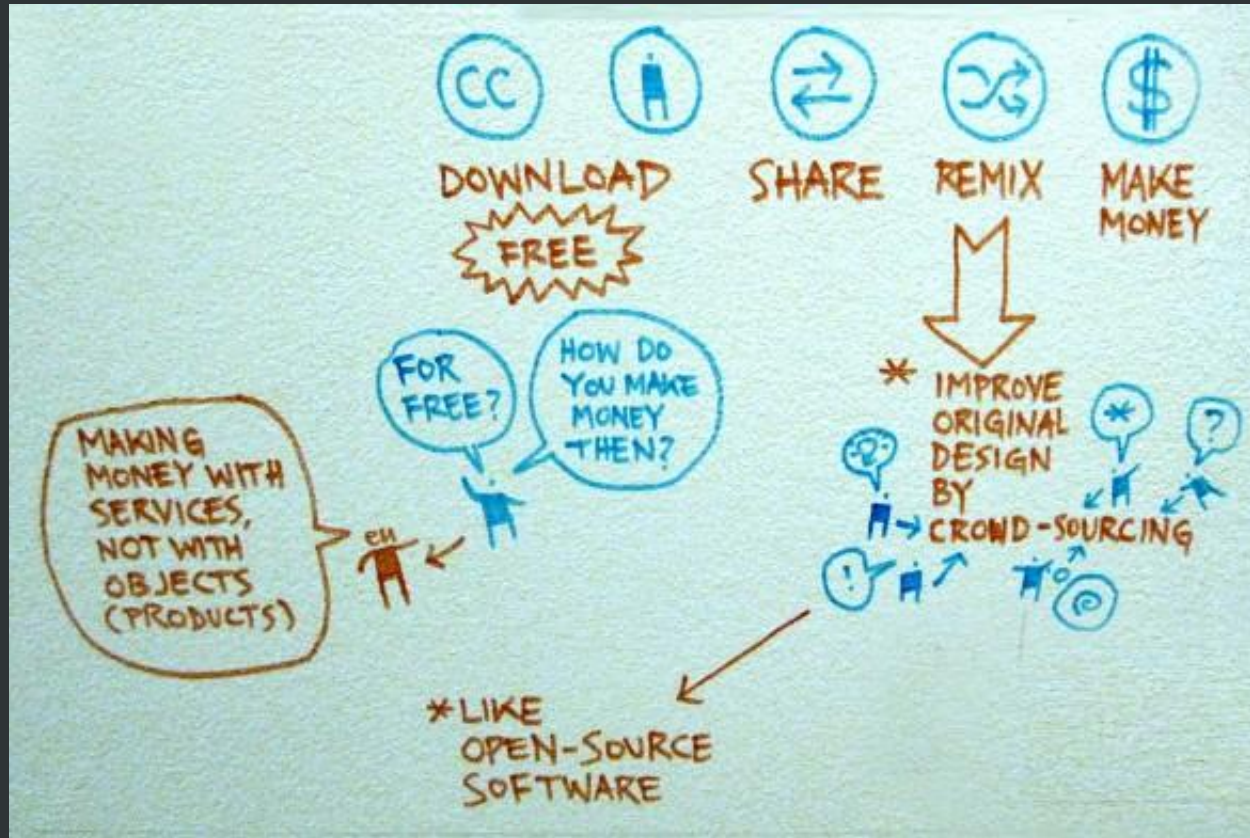 CC
$
DOWNLOAD
FREE
SHARE
REMIX
MAKE
MONEY
FOR
FREE?
HOW DO
YOU MAKE
MONEY
THEN?
MAKING
MONEY WITH
SERVICES,
NOT WITH
OBJECTS
(PRODUCTS)
* IMPROVE
ORIGINAL
DESIGN
BY
CROWD-SOURCING
*
?
!
* LIKE
OPEN-SOURCE
SOFTWARE